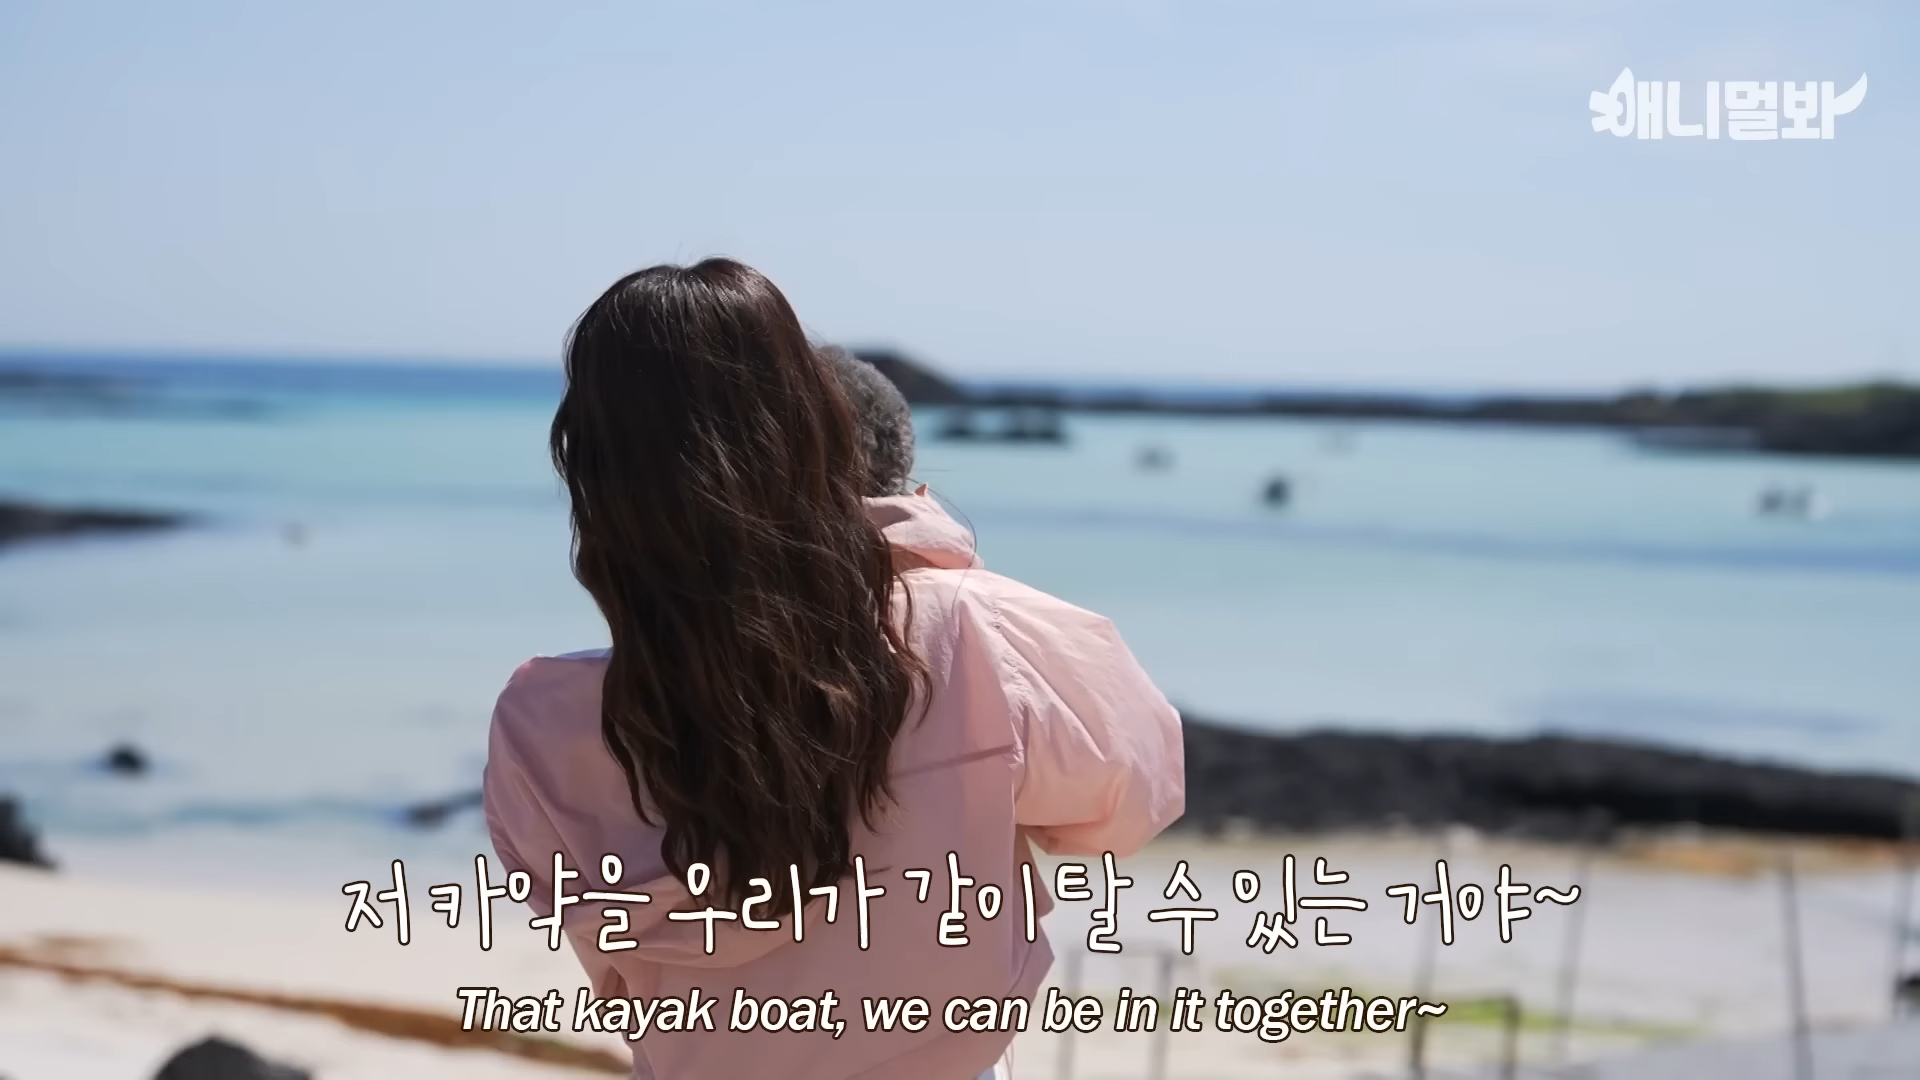 애니멀봐
저 카약을 우리가 같이 탈 수 있는 거야~
That kayak boat, we can be in it together~